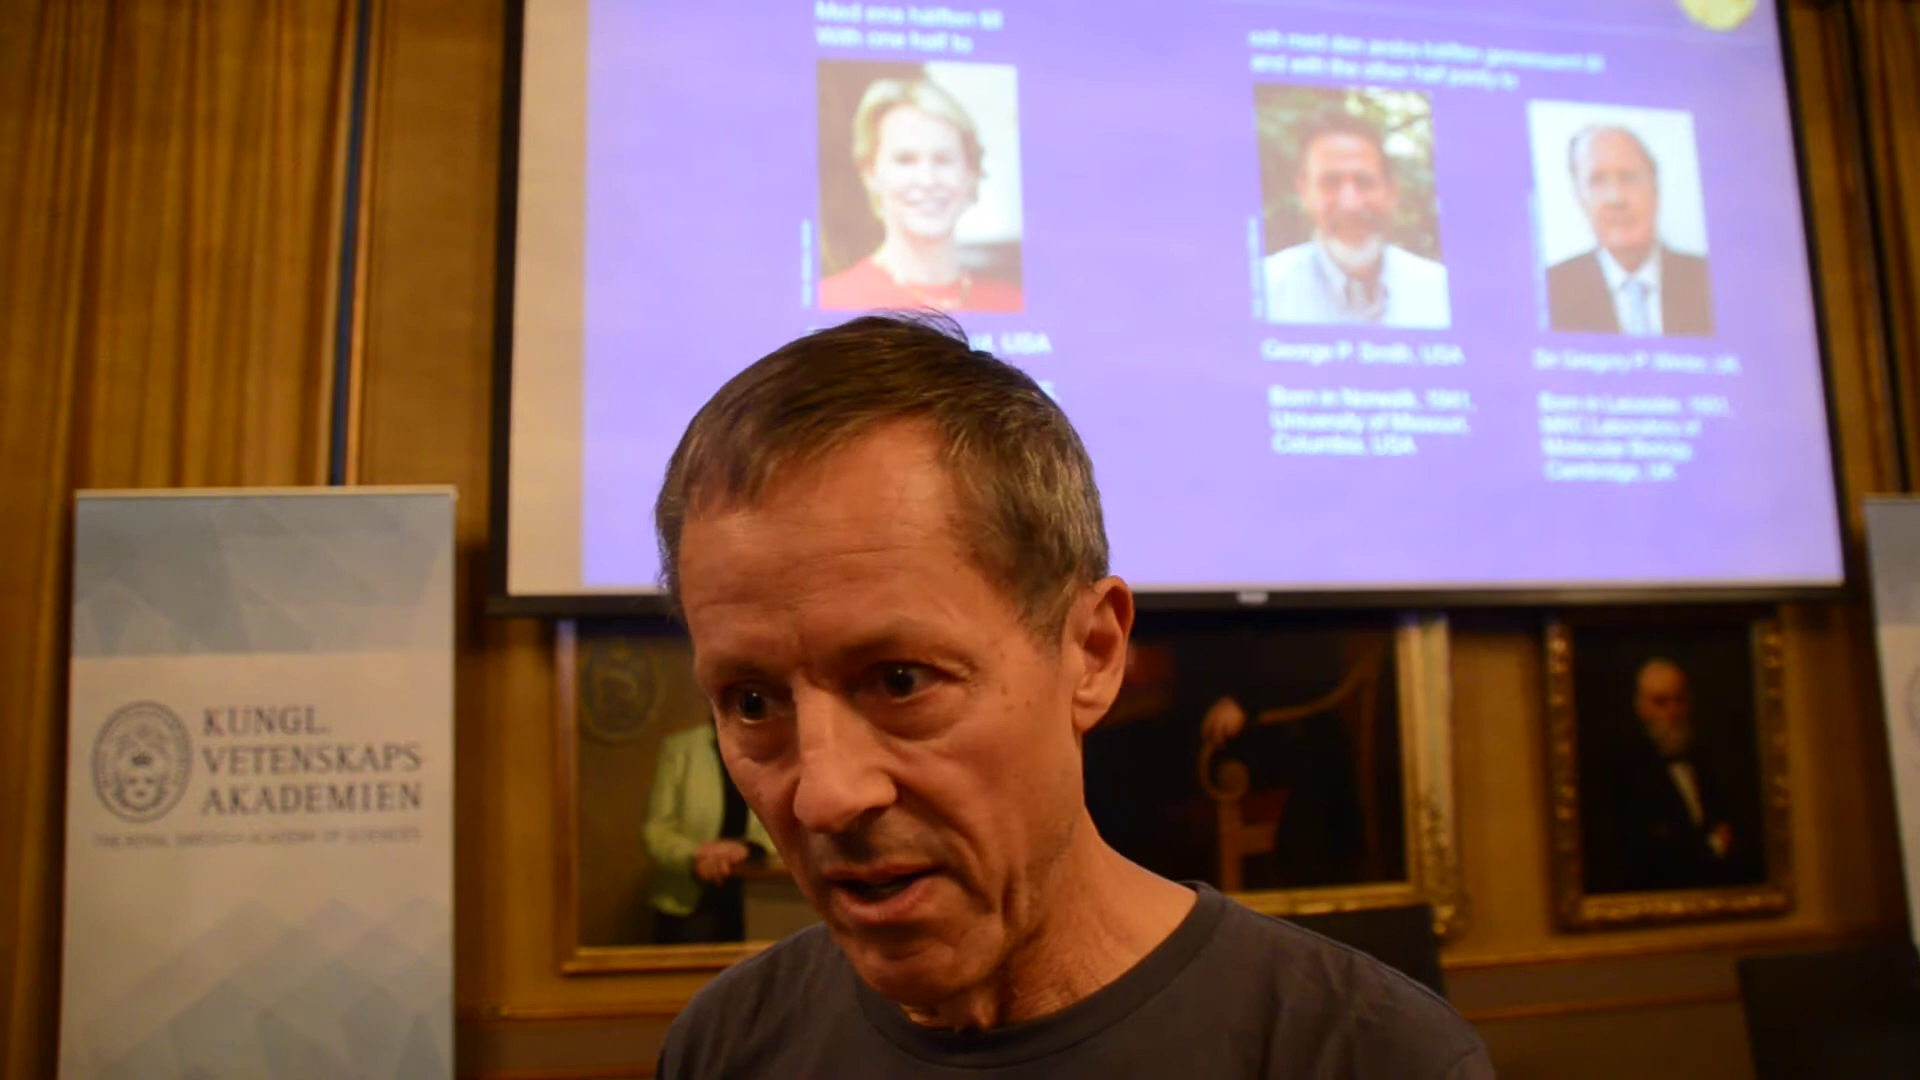 Med ena hälften till
With one half to
och med den andra hälften gemensamt till
and with the other half jointly to
USA
George P. Smith, USA
Sir Gregory P. Winter, UK
Born in Norwalk, 1941.
University of Missouri,
Columbia, USA
Born in Leicester, 1951.
MRC Laboratory of
Molecular Biology
Cambridge, UK
KUNGL.
VETENSKAPS
AKADEMIEN
THE ROYAL SWEDISH ACADEMY OF SCIENCES